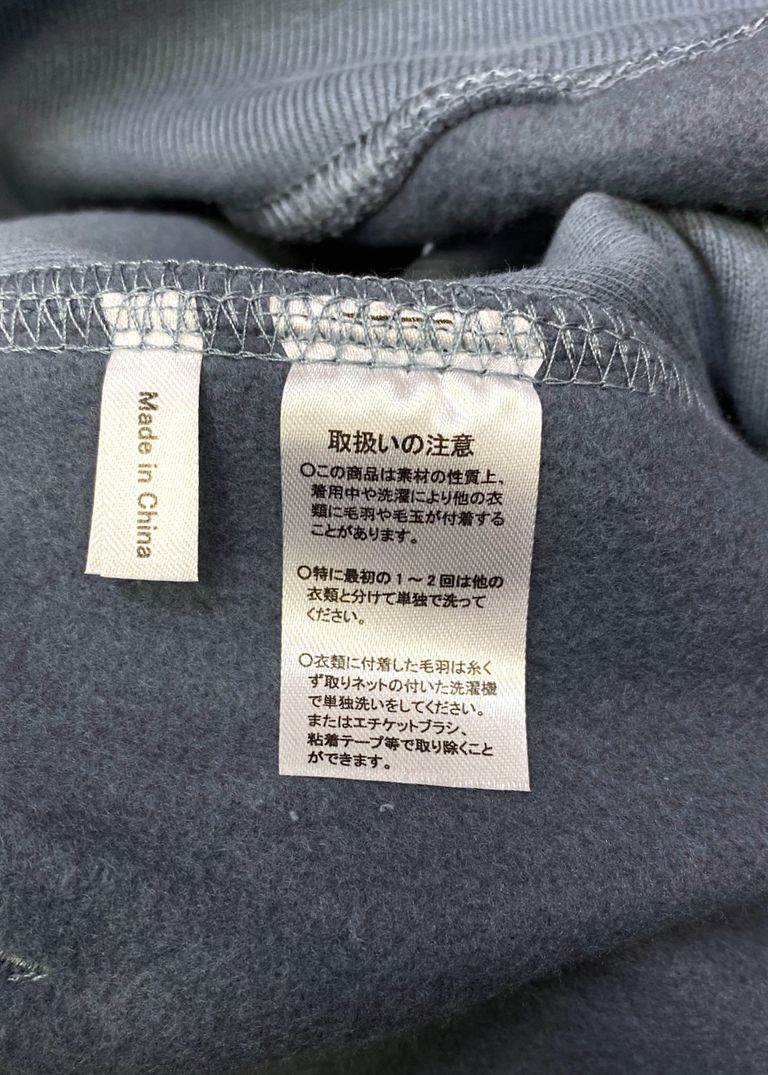 Made in China
取扱いの注意
○この商品は素材の性質上、
着用中や洗濯により他の衣
類に毛羽や毛玉が付着する
ことがあります。
○特に最初の1～2回は他の
衣類と分けて単独で洗って
ください。
○衣類に付着した毛羽は糸く
ず取りネットの付いた洗濯機
で単独洗いをしてください。
またはエチケットブラシ、
粘着テープ等で取り除くこと
ができます。